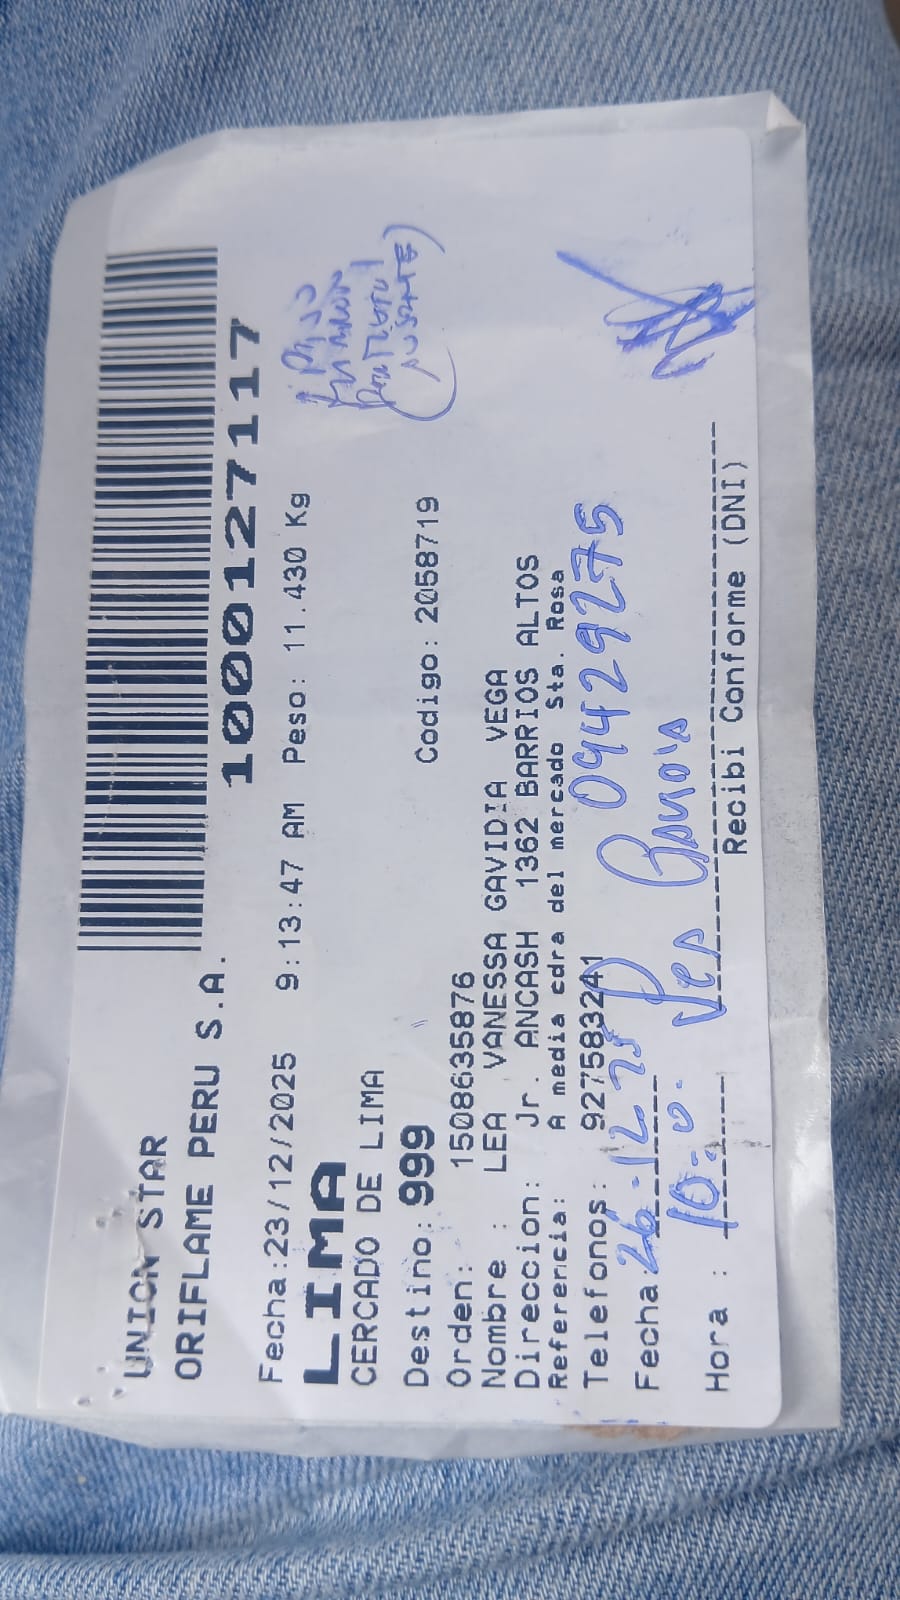 UNION STAR
ORIFLAME PERU S.A.
1000127117
Fecha:23/12/2025 9:13:47 AM Peso: 11.430 Kg
LIMA
CERCADO DE LIMA
Destino: 999 Codigo: 2058719
Orden: 1508635876
Nombre : LEA VANESSA GAVIDIA VEGA
Direccion: Jr. ANCASH 1362 BARRIOS ALTOS
Referencia: A media cdra del mercado Sta. Rosa
Telefonos: 927583241
Fecha: 26-12-25 09429275
Hora : 10:0.
Recibi Conforme (DNI)